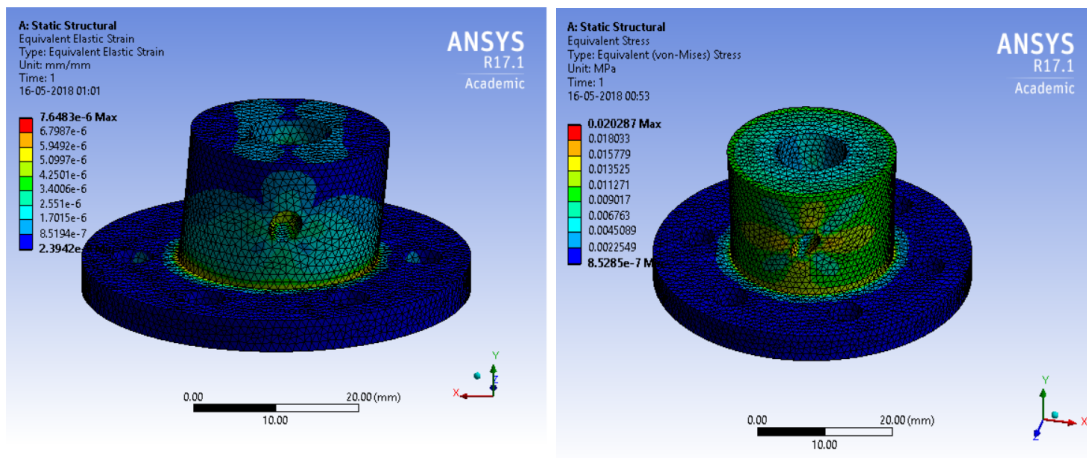 A: Static Structural
Equivalent Elastic Strain
Type: Equivalent Elastic Strain
Unit: mm/mm
Time: 1
16-05-2018 01:01
ANSYS
R17.1
Academic
7.6483e-6 Max
6.7987e-6
5.9492e-6
5.0997e-6
4.2501e-6
3.4006e-6
2.551e-6
1.7015e-6
8.5194e-7
2.3942e-
0.00
20.00 (mm)
10.00
Y
Z
X
A: Static Structural
Equivalent Stress
Type: Equivalent (von-Mises) Stress
Unit: MPa
Time: 1
16-05-2018 00:53
ANSYS
R17.1
Academic
0.020287 Max
0.018033
0.015779
0.013525
0.011271
0.009017
0.006763
0.0045089
0.0022549
8.5285e-7 M
0.00
20.00 (mm)
10.00
Y
X
Z